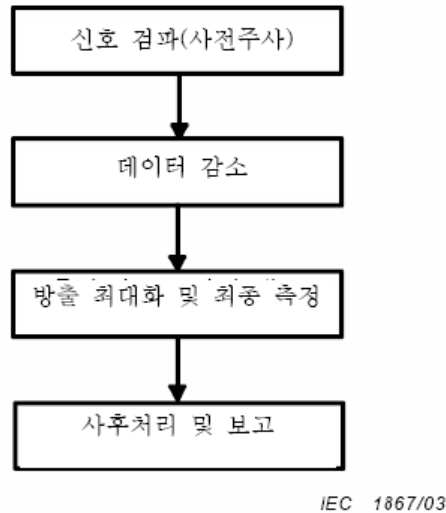 신호 검파(사전주사)
데이터 감소
방출 최대화 및 최종 측정
사후처리 및 보고
IEC 1867/03